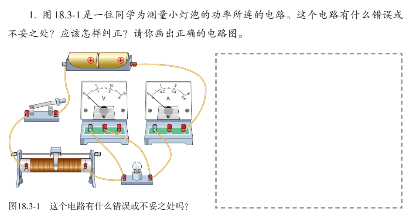 1. 图18.3-1是一位同学为测量小灯泡的功率所连的电路。这个电路有什么错误或
不妥之处？应该怎样纠正？请你画出正确的电路图。
V
A
图18.3-1 这个电路有什么错误或不妥之处吗？